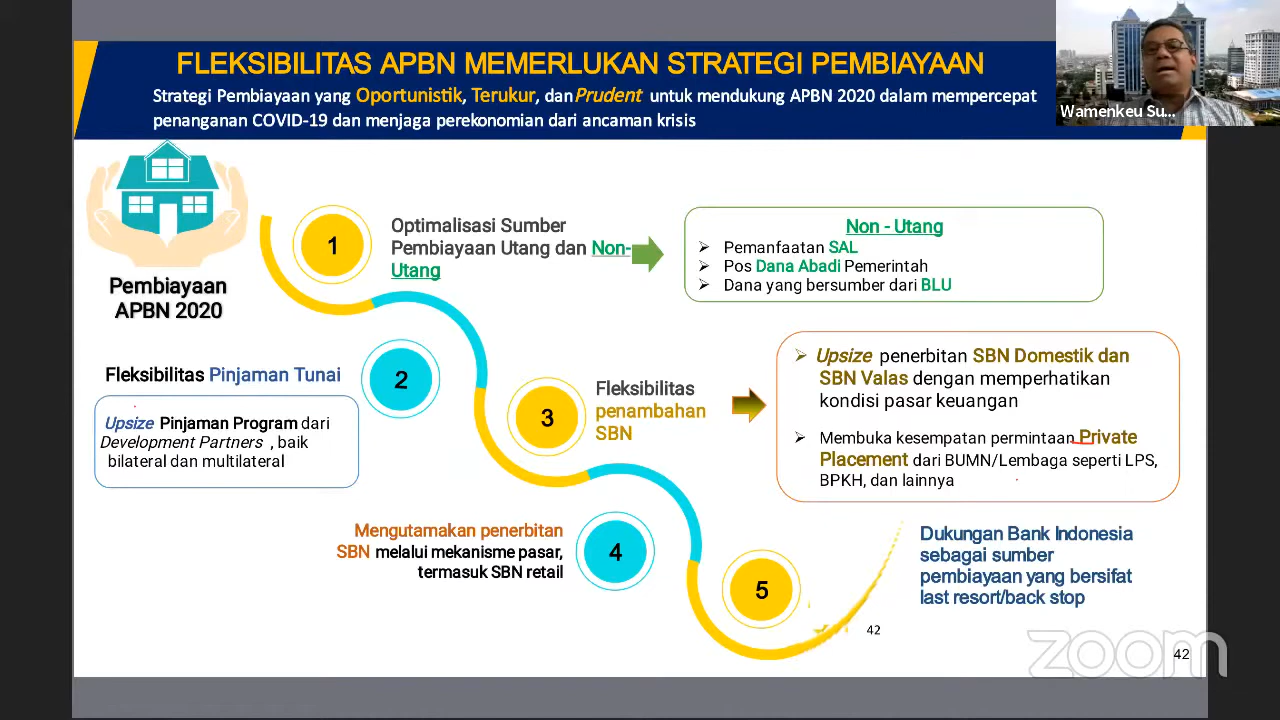 FLEKSIBILITAS APBN MEMERLUKAN STRATEGI PEMBIAYAAN
Strategi Pembiayaan yang Oportunistik, Terukur, dan Prudent untuk mendukung APBN 2020 dalam mempercepat
penanganan COVID-19 dan menjaga perekonomian dari ancaman krisis
Wamenkeu Su...
Pembiayaan
APBN 2020
1
Optimalisasi Sumber
Pembiayaan Utang dan Non-
Utang
Non - Utang
➢ Pemanfaatan SAL
➢ Pos Dana Abadi Pemerintah
➢ Dana yang bersumber dari BLU
Fleksibilitas Pinjaman Tunai
2
Upsize Pinjaman Program dari
Development Partners , baik
bilateral dan multilateral
3
Fleksibilitas
penambahan
SBN
➢ Upsize penerbitan SBN Domestik dan
SBN Valas dengan memperhatikan
kondisi pasar keuangan
➢ Membuka kesempatan permintaan Private
Placement dari BUMN/Lembaga seperti LPS,
BPKH, dan lainnya
Mengutamakan penerbitan
SBN melalui mekanisme pasar,
termasuk SBN retail
4
5
Dukungan Bank Indonesia
sebagai sumber
pembiayaan yang bersifat
last resort/back stop
42
42
zoom